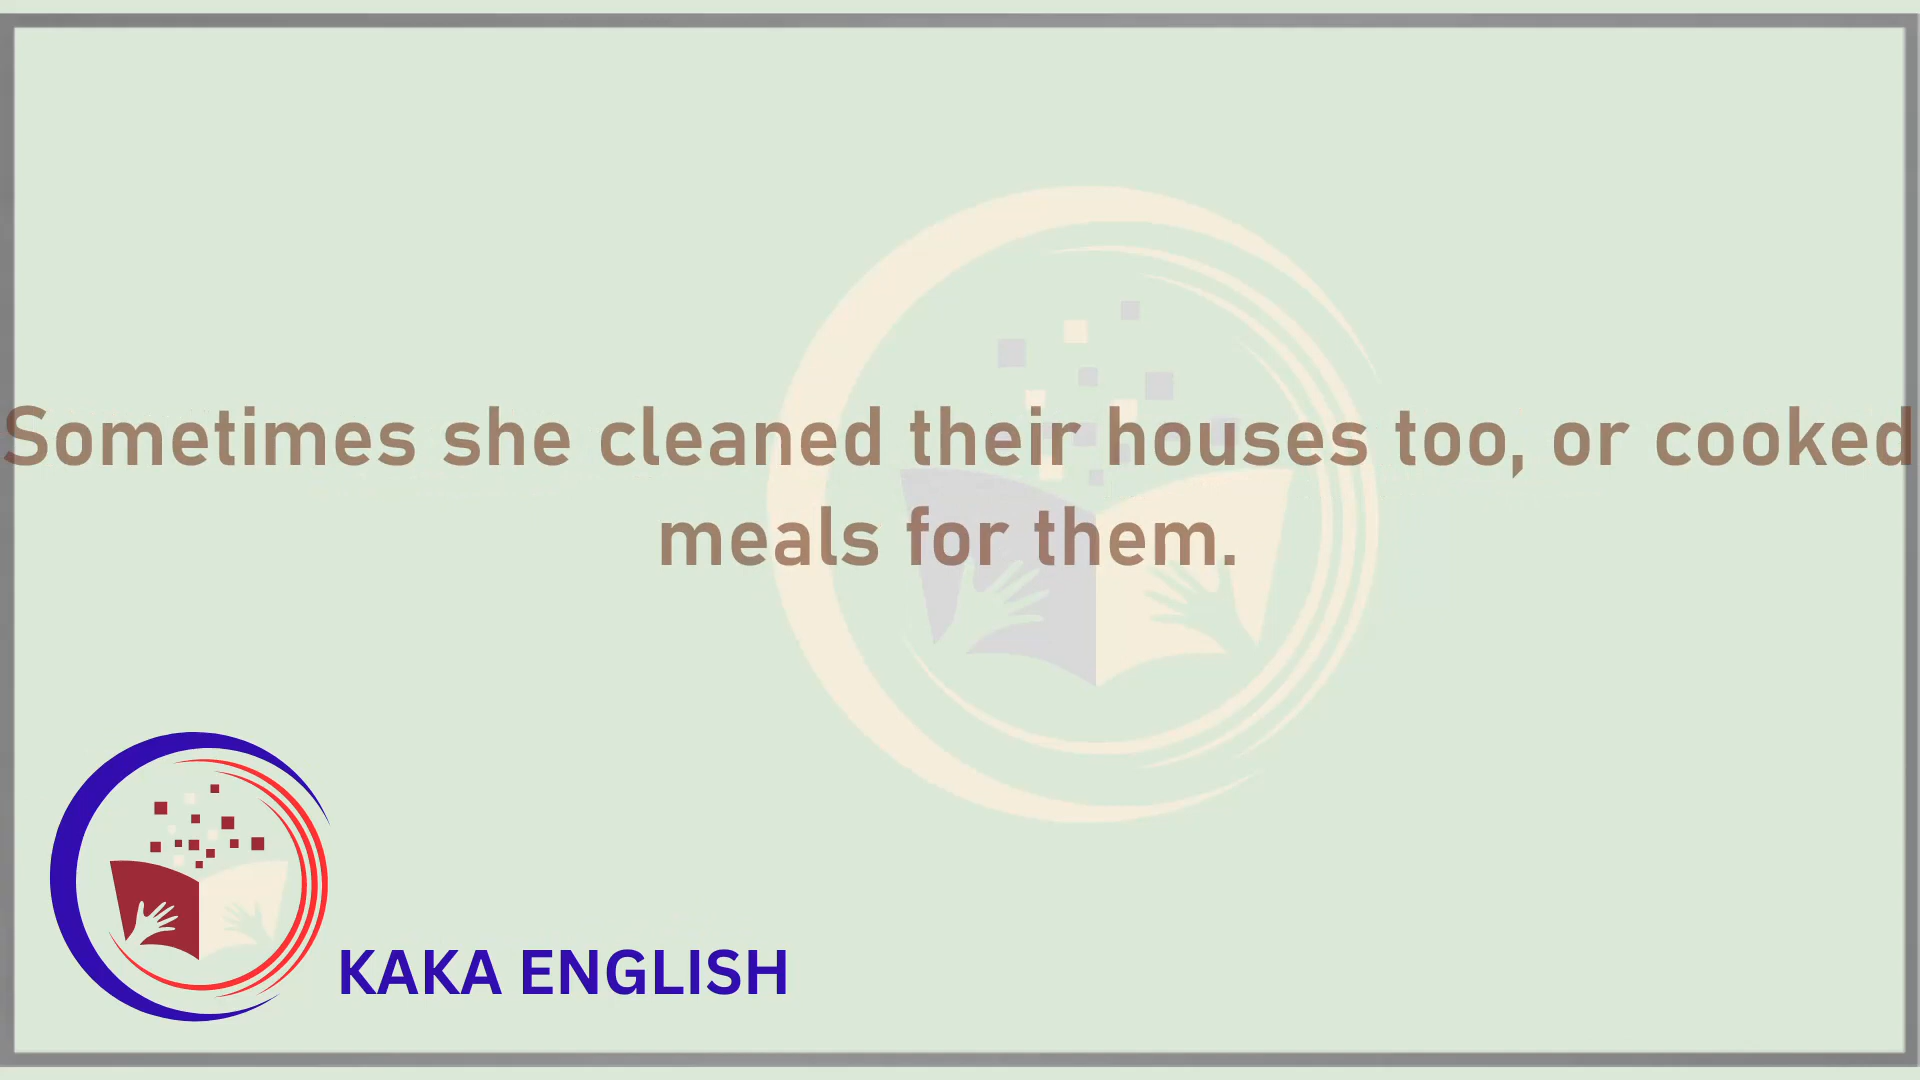 Sometimes she cleaned their houses too, or cooked
meals for them.
KAKA ENGLISH